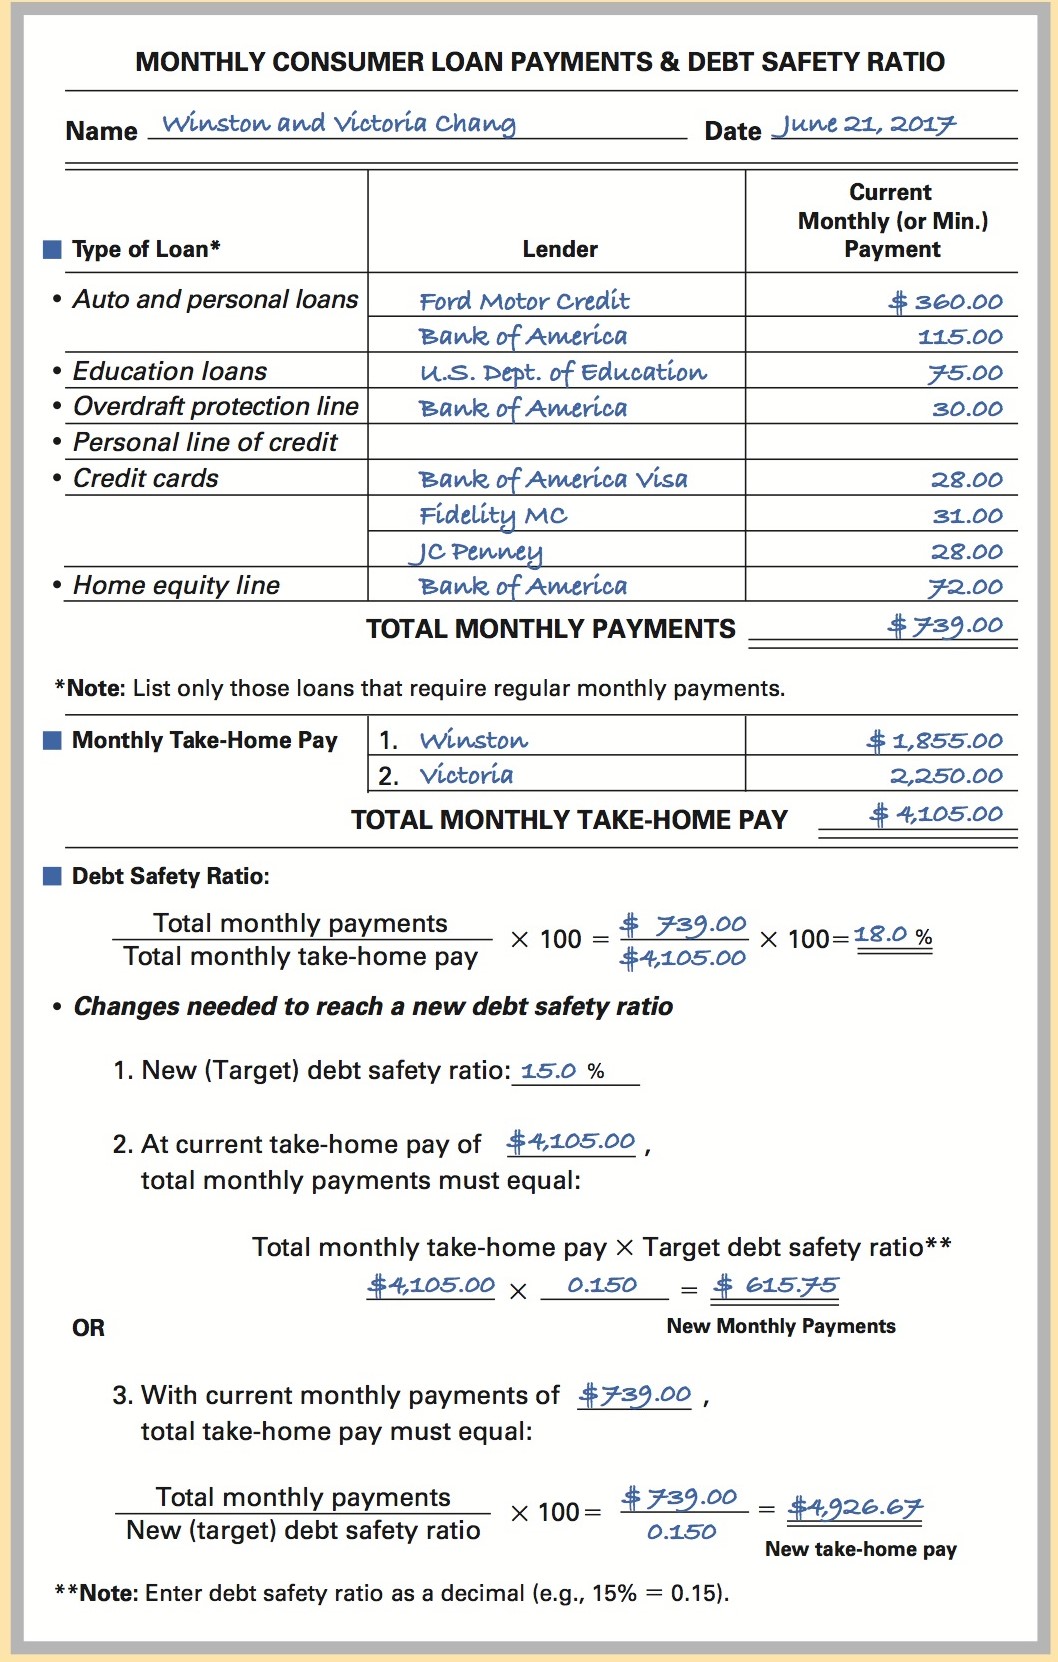 MONTHLY CONSUMER LOAN PAYMENTS & DEBT SAFETY RATIO
Name Winston and Victoria Chang Date June 21, 2017
■ Type of Loan* Lender Current Monthly (or Min.) Payment
• Auto and personal loans Ford Motor Credit $ 360.00
Bank of America 115.00
• Education loans U.S. Dept. of Education 75.00
• Overdraft protection line Bank of America 30.00
• Personal line of credit
• Credit cards Bank of America Visa 28.00
Fidelity MC 31.00
JC Penney 28.00
• Home equity line Bank of America 72.00
TOTAL MONTHLY PAYMENTS $ 739.00
*Note: List only those loans that require regular monthly payments.
■ Monthly Take-Home Pay 1. Winston $ 1,855.00
2. Victoria 2,250.00
TOTAL MONTHLY TAKE-HOME PAY $ 4,105.00
■ Debt Safety Ratio:
Total monthly payments
Total monthly take-home pay
× 100 =
$ 739.00
$4,105.00
× 100= 18.0 %
• Changes needed to reach a new debt safety ratio
1. New (Target) debt safety ratio: 15.0 %
2. At current take-home pay of $4,105.00 ,
total monthly payments must equal:
Total monthly take-home pay × Target debt safety ratio**
$4,105.00 × 0.150 = $ 615.75
New Monthly Payments
OR
3. With current monthly payments of $739.00 ,
total take-home pay must equal:
Total monthly payments
New (target) debt safety ratio
× 100=
$ 739.00
0.150
= $4,926.67
New take-home pay
**Note: Enter debt safety ratio as a decimal (e.g., 15% = 0.15).